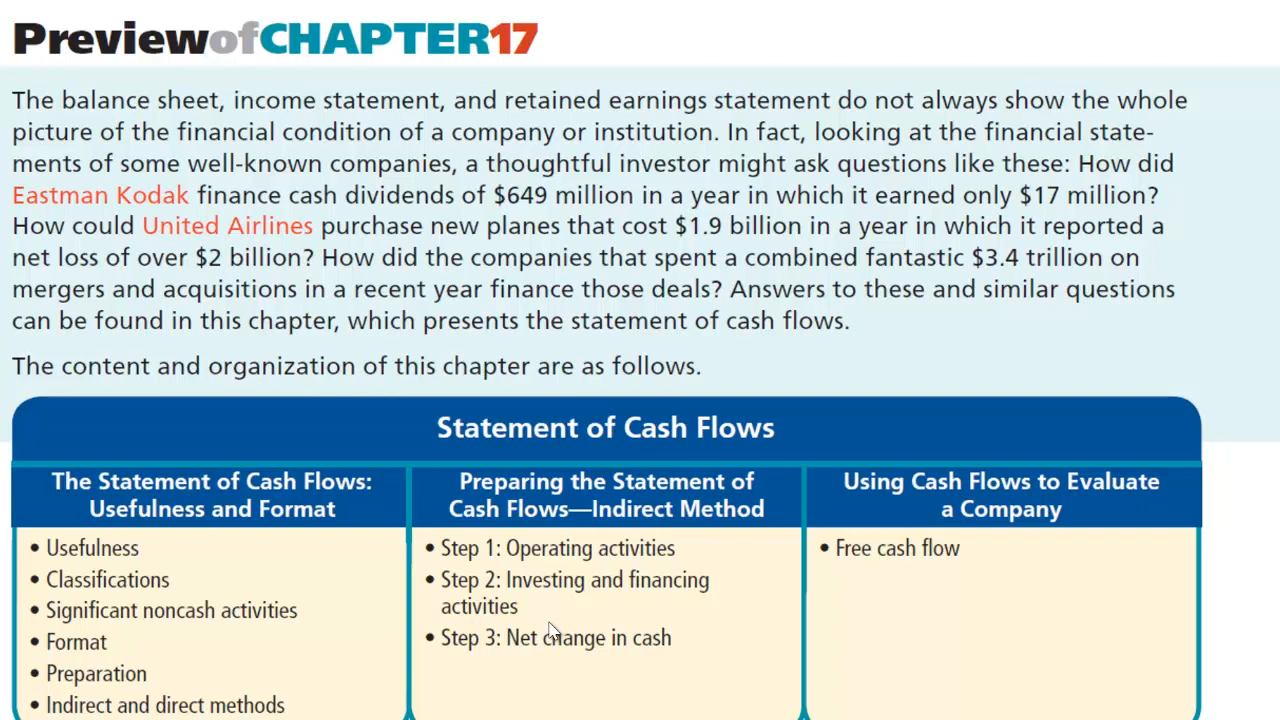 Preview of CHAPTER 17
The balance sheet, income statement, and retained earnings statement do not always show the whole
picture of the financial condition of a company or institution. In fact, looking at the financial state-
ments of some well-known companies, a thoughtful investor might ask questions like these: How did
Eastman Kodak finance cash dividends of $649 million in a year in which it earned only $17 million?
How could United Airlines purchase new planes that cost $1.9 billion in a year in which it reported a
net loss of over $2 billion? How did the companies that spent a combined fantastic $3.4 trillion on
mergers and acquisitions in a recent year finance those deals? Answers to these and similar questions
can be found in this chapter, which presents the statement of cash flows.
The content and organization of this chapter are as follows.
Statement of Cash Flows
The Statement of Cash Flows:
Usefulness and Format
• Usefulness
• Classifications
• Significant noncash activities
• Format
• Preparation
• Indirect and direct methods
Preparing the Statement of
Cash Flows—Indirect Method
• Step 1: Operating activities
• Step 2: Investing and financing
activities
• Step 3: Net change in cash
Using Cash Flows to Evaluate
a Company
• Free cash flow